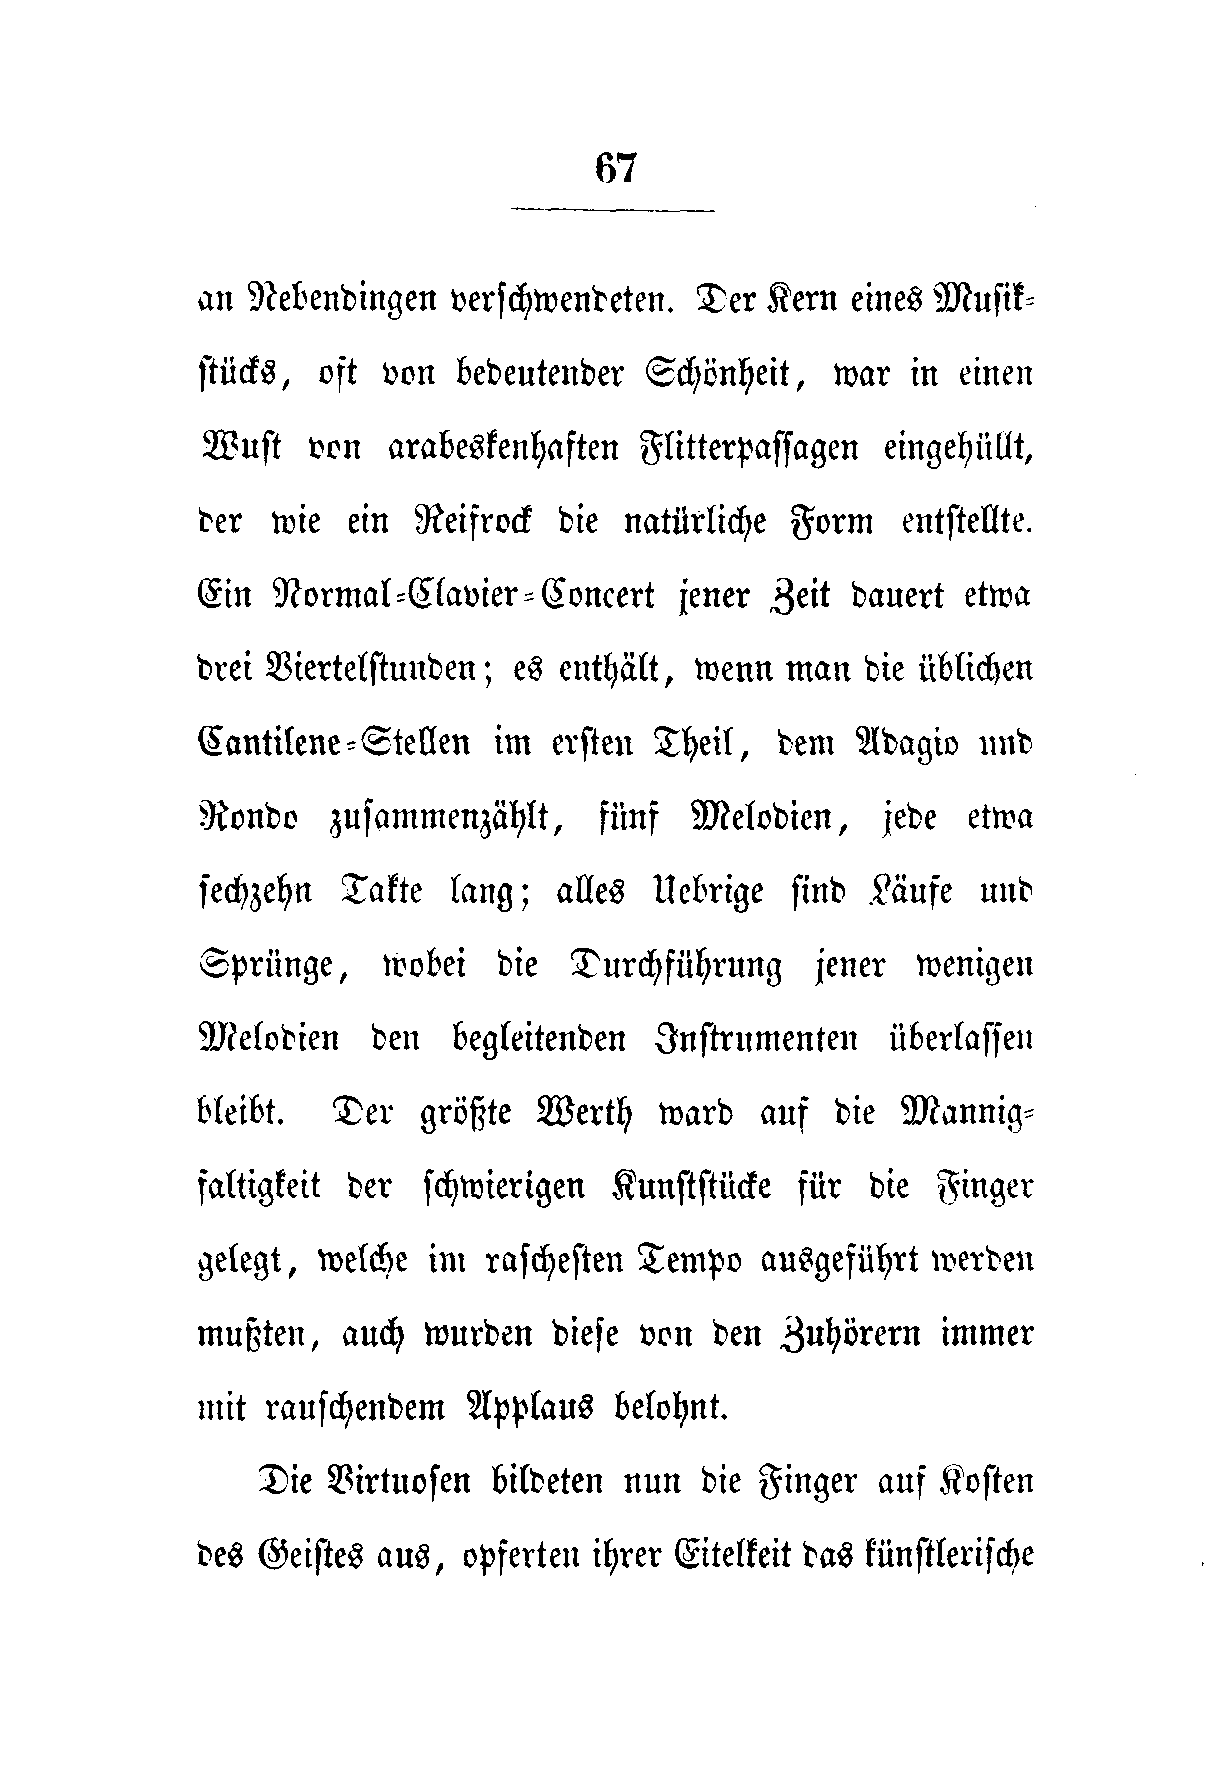 67
an Nebendingen verschwendeten. Der Kern eines Musik-
stücks, oft von bedeutender Schönheit, war in einen
Wust von arabeskenhaften Flitterpassagen eingehüllt,
der wie ein Reifrock die natürliche Form entstellte.
Ein Normal-Clavier-Concert jener Zeit dauert etwa
drei Viertelstunden; es enthält, wenn man die üblichen
Cantilene-Stellen im ersten Theil, dem Adagio und
Rondo zusammenzählt, fünf Melodien, jede etwa
sechzehn Takte lang; alles Uebrige sind Läufe und
Sprünge, wobei die Durchführung jener wenigen
Melodien den begleitenden Instrumenten überlassen
bleibt. Der größte Werth ward auf die Mannig-
faltigkeit der schwierigen Kunststücke für die Finger
gelegt, welche im raschesten Tempo ausgeführt werden
mußten, auch wurden diese von den Zuhörern immer
mit rauschendem Applaus belohnt.
Die Virtuosen bildeten nun die Finger auf Kosten
des Geistes aus, opferten ihrer Eitelkeit das künstlerische